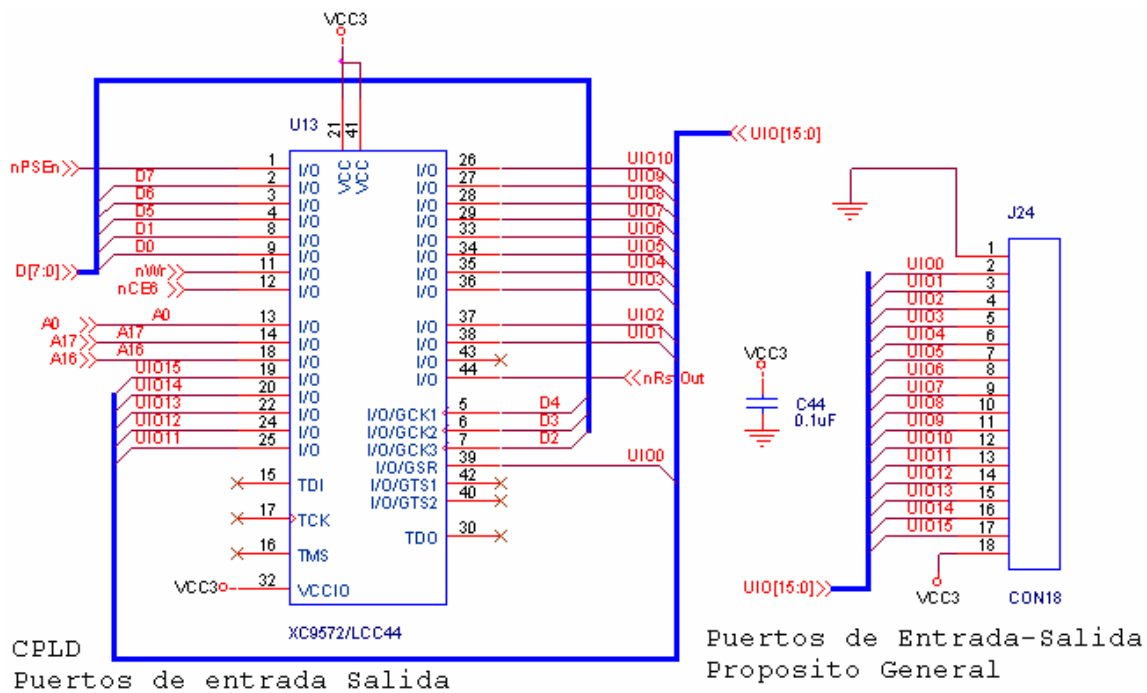 VCC3
U13
21
41
VCC
VCC
nPSEn
1
I/O
D7
2
I/O
D6
3
I/O
D5
4
I/O
D1
8
I/O
D0
9
I/O
D[7:0]
nWr
11
I/O
nCE6
12
I/O
A0
A0
13
I/O
A17
A17
14
I/O
A16
A16
18
I/O
UIO15
19
I/O
UIO14
20
I/O
UIO13
22
I/O
UIO12
24
I/O
UIO11
25
I/O
15
TDI
17
TCK
16
TMS
VCC3
32
VCCIO
I/O
26
UIO10
I/O
27
UIO9
I/O
28
UIO8
I/O
29
UIO7
I/O
33
UIO6
I/O
34
UIO5
I/O
35
UIO4
I/O
36
UIO3
I/O
37
UIO2
I/O
38
UIO1
I/O
43
I/O
44
nRstOut
I/O/GCK1
5
D4
I/O/GCK2
6
D3
I/O/GCK3
7
D2
I/O/GSR
39
UIO0
I/O/GTS1
42
I/O/GTS2
40
TDO
30
XC9572/LCC44
CPLD
Puertos de entrada Salida
UIO[15:0]
VCC3
C44
0.1uF
J24
1
UIO0
2
UIO1
3
UIO2
4
UIO3
5
UIO4
6
UIO5
7
UIO6
8
UIO7
9
UIO8
10
UIO9
11
UIO10
12
UIO11
13
UIO12
14
UIO13
15
UIO14
16
UIO15
17
18
UIO[15:0]
VCC3
CON18
Puertos de Entrada-Salida
Proposito General